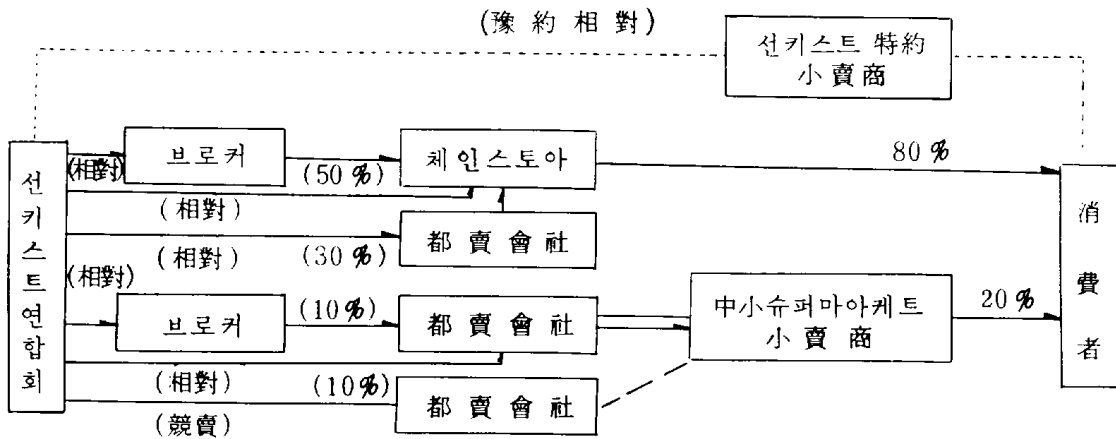 (豫約相對)
선키스트 特約
小賣商
선키스트연합회
(相對)
브로커
(50%)
체인스토아
80%
(相對)
都賣會社
(相對)
(30%)
(相對)
브로커
(10%)
都賣會社
中小슈퍼마아케트
小賣商
20%
消費者
(相對)
(10%)
都賣會社
(競賣)